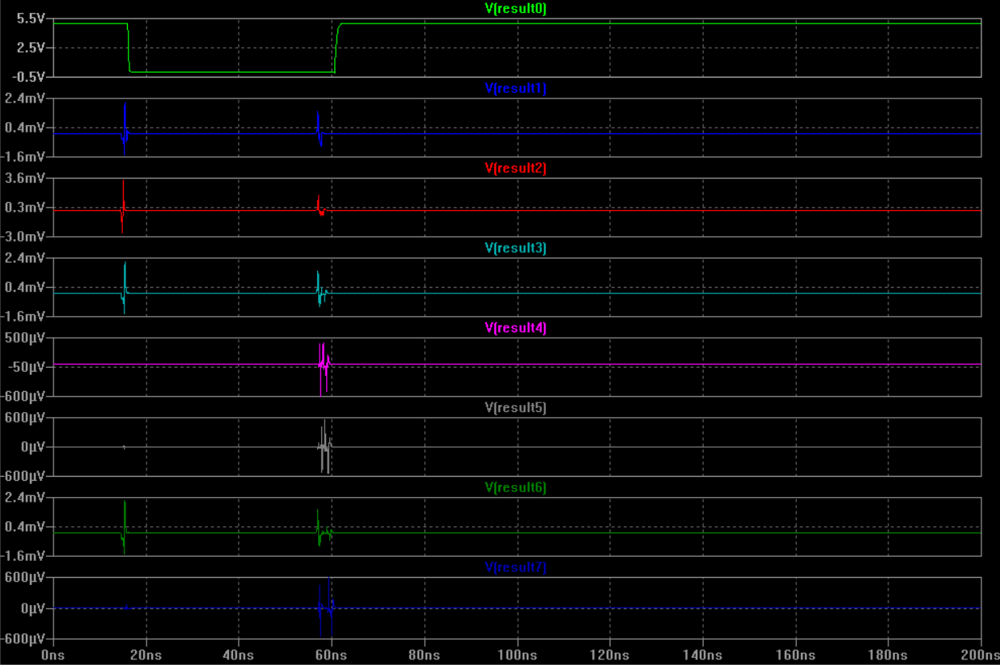 V(result0)
5.5V
2.5V
-0.5V
V(result1)
2.4mV
0.4mV
-1.6mV
V(result2)
3.6mV
0.3mV
-3.0mV
V(result3)
2.4mV
0.4mV
-1.6mV
V(result4)
500µV
-50µV
-600µV
V(result5)
600µV
0µV
-600µV
V(result6)
2.4mV
0.4mV
-1.6mV
V(result7)
600µV
0µV
-600µV
0ns 20ns 40ns 60ns 80ns 100ns 120ns 140ns 160ns 180ns 200ns